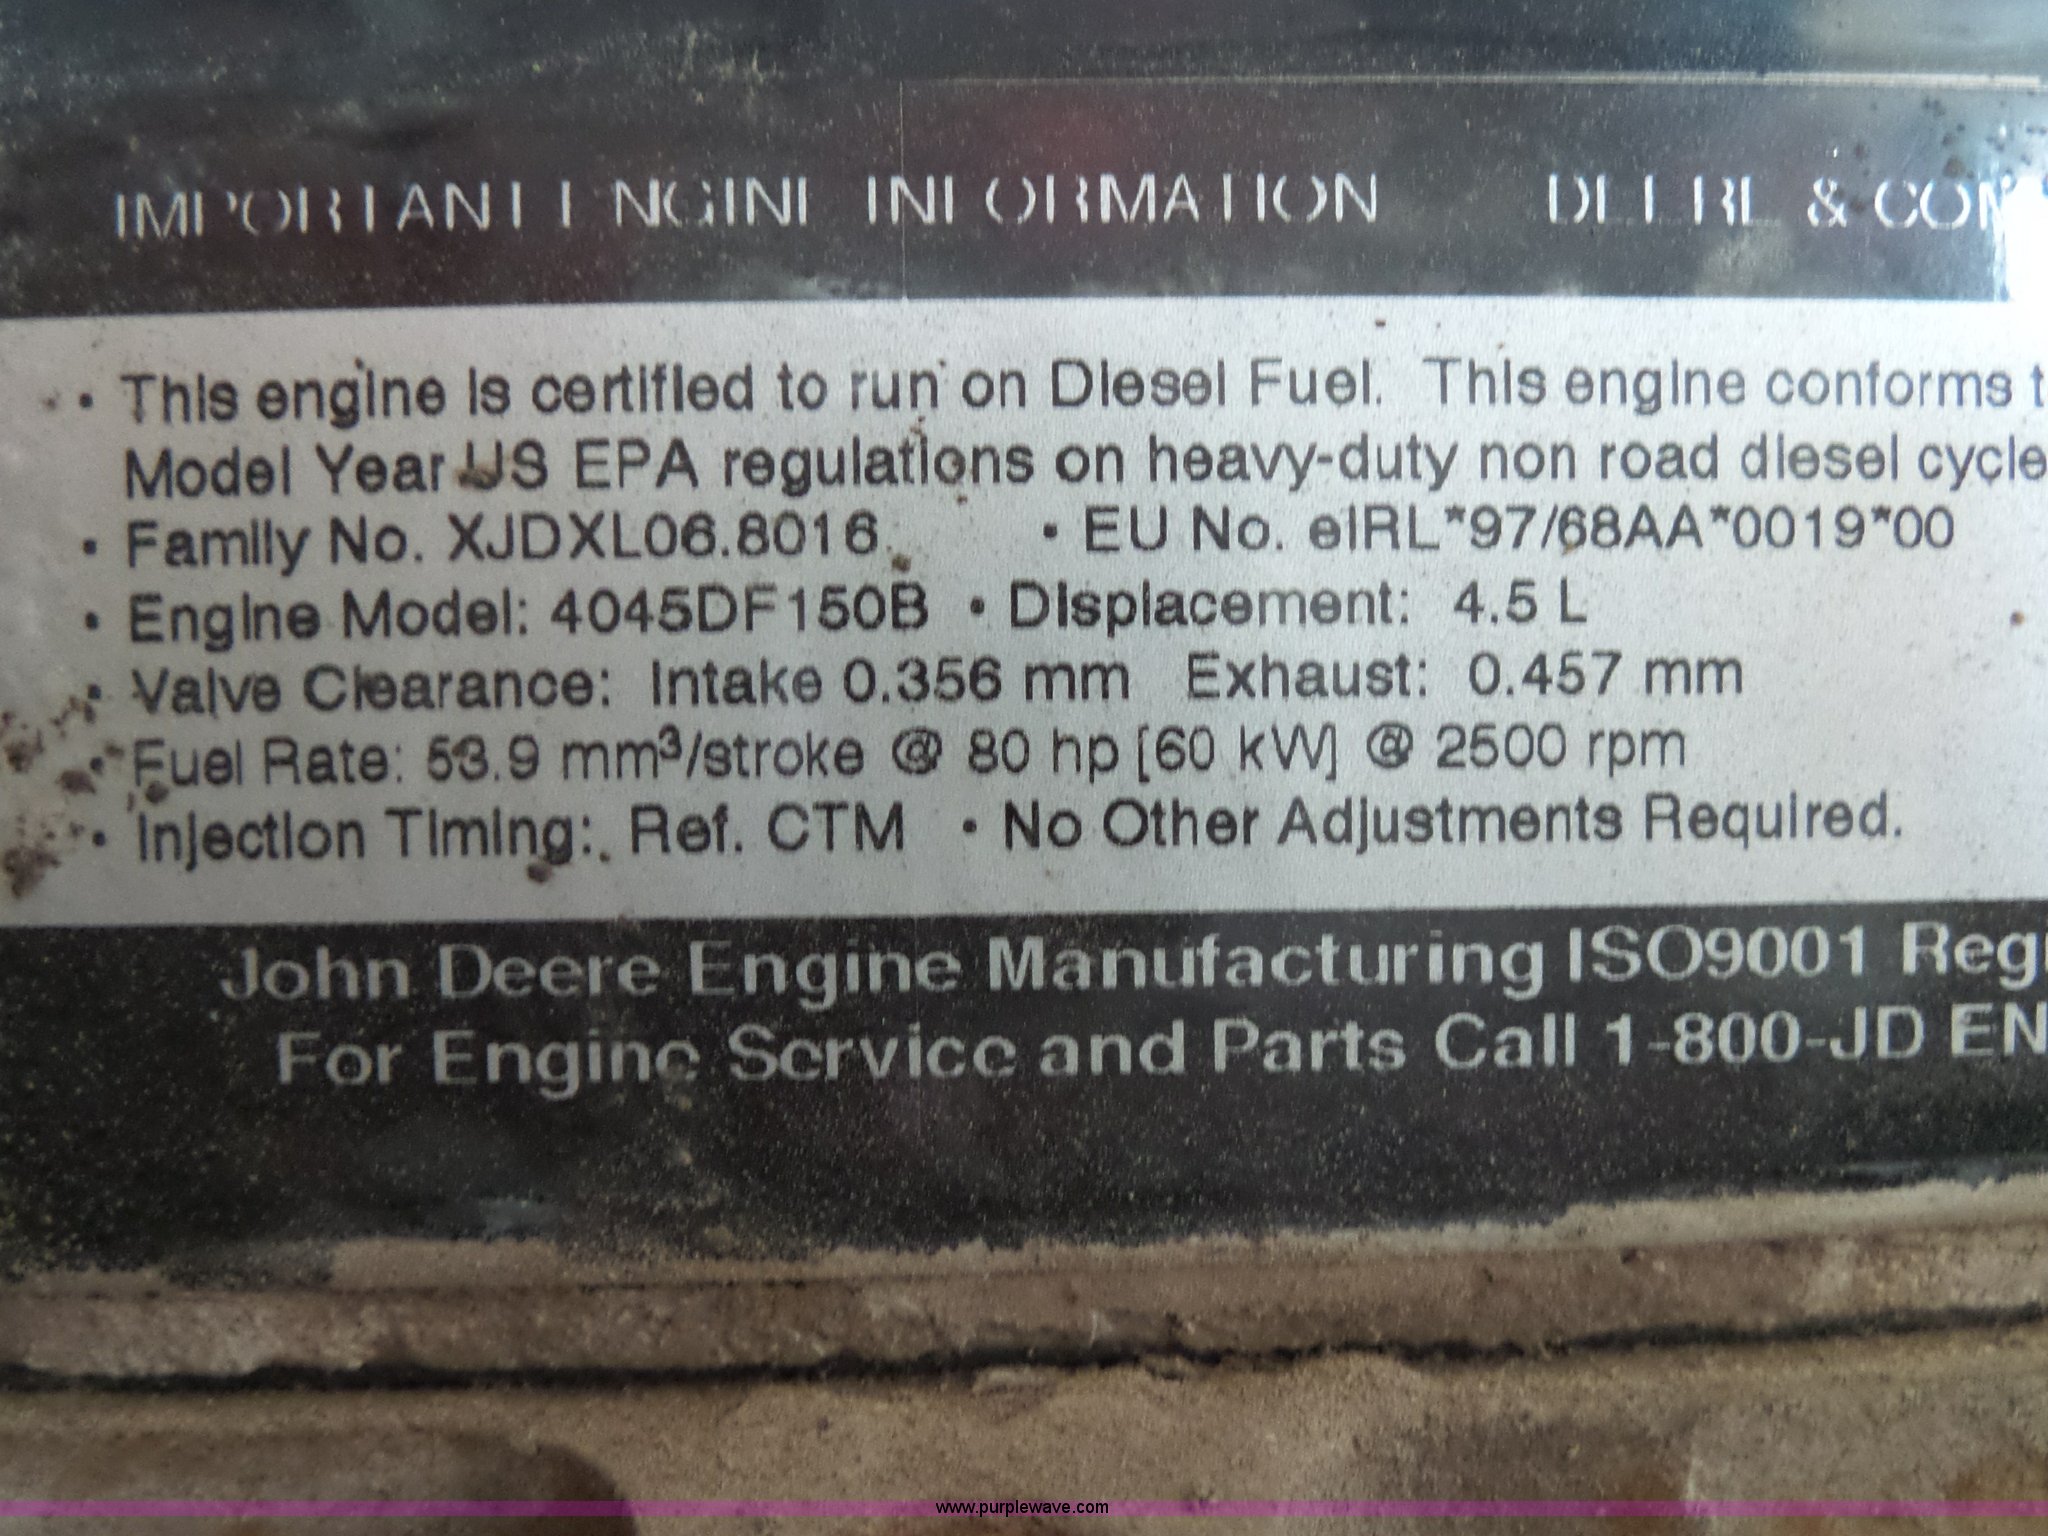 IMPORTANT ENGINE INFORMATION DEERE & COM
• This engine is certified to run on Diesel Fuel. This engine conforms t
Model Year US EPA regulations on heavy-duty non road diesel cycle
• Family No. XJDXL06.8016 • EU No. eIRL*97/68AA*0019*00
• Engine Model: 4045DF150B • Displacement: 4.5 L
• Valve Clearance: Intake 0.356 mm Exhaust: 0.457 mm
• Fuel Rate: 53.9 mm³/stroke @ 80 hp [60 kW] @ 2500 rpm
• Injection Timing: Ref. CTM • No Other Adjustments Required.
John Deere Engine Manufacturing ISO9001 Regi
For Engine Service and Parts Call 1-800-JD EN
www.purplewave.com